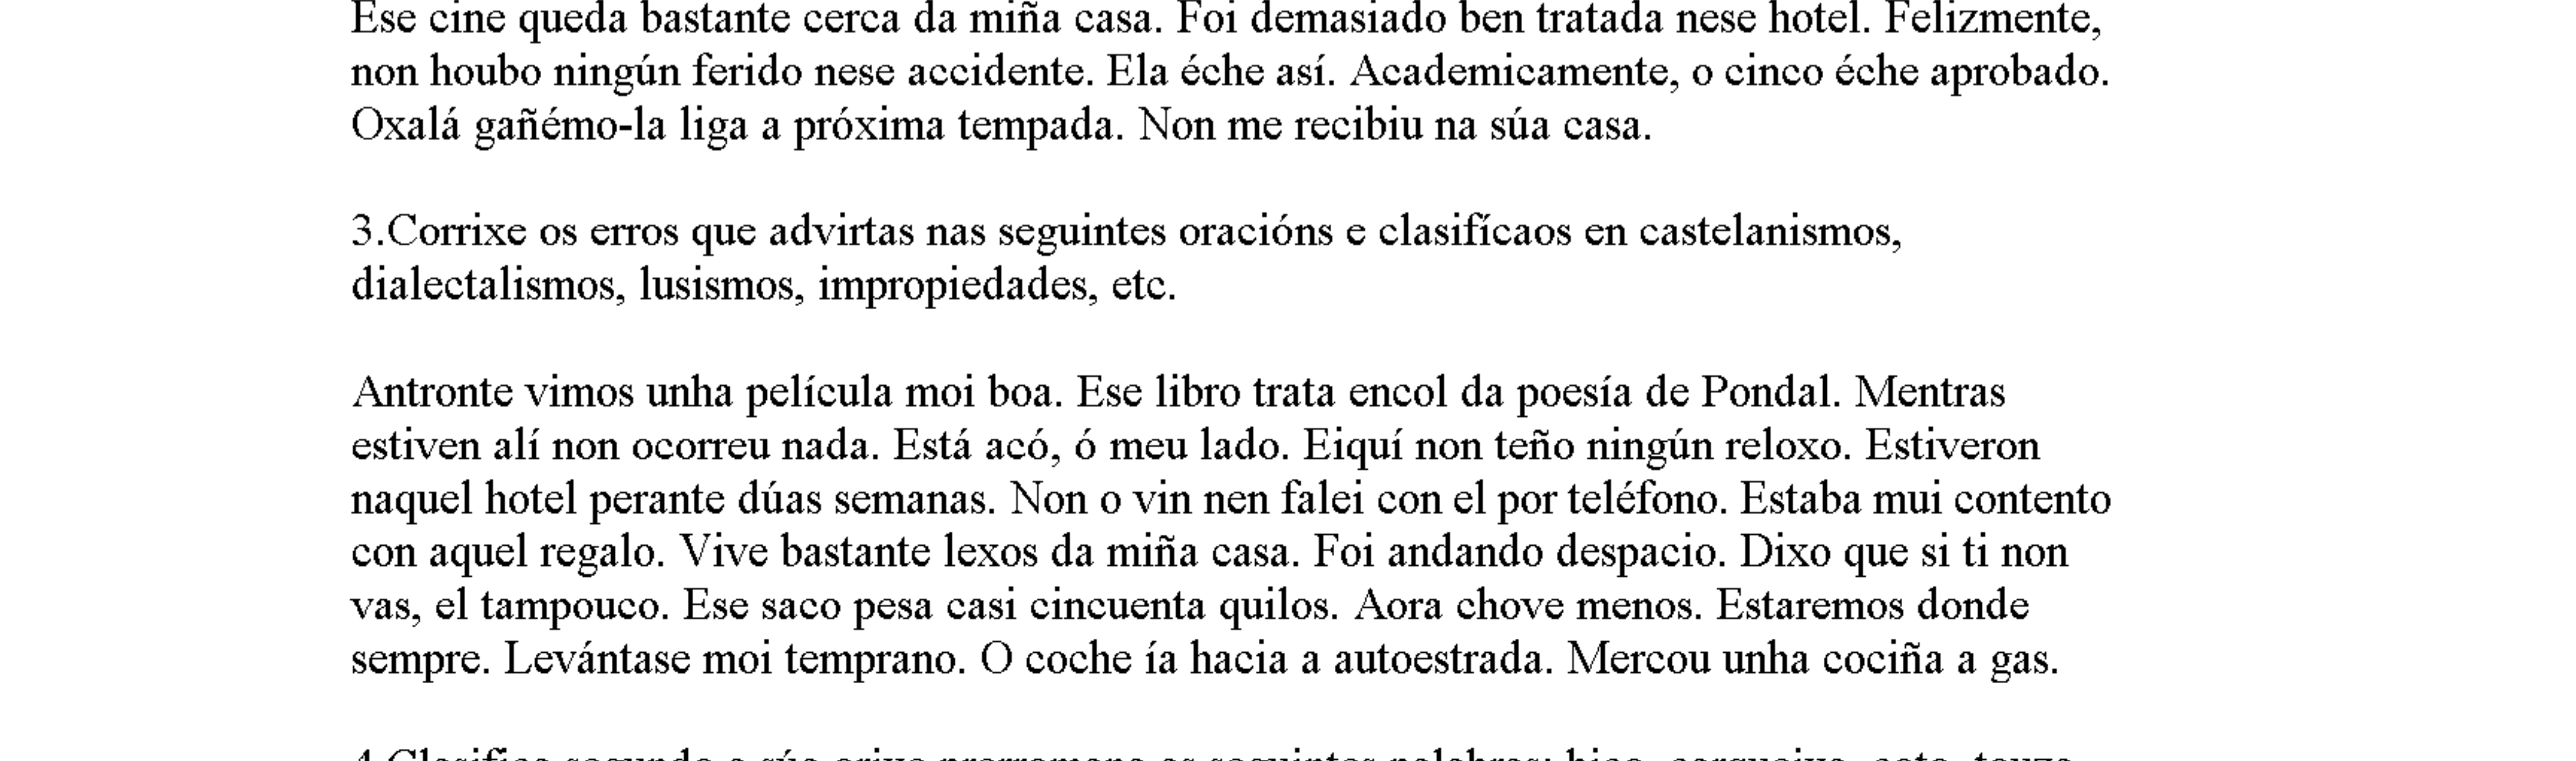 Ese cine queda bastante cerca da miña casa. Foi demasiado ben tratada nese hotel. Felizmente,
non houbo ningún ferido nese accidente. Ela éche así. Academicamente, o cinco éche aprobado.
Oxalá gañémo-la liga a próxima tempada. Non me recibiu na súa casa.
3.Corrixe os erros que advirtas nas seguintes oracións e clasifícaos en castelanismos,
dialectalismos, lusismos, impropiedades, etc.
Antronte vimos unha película moi boa. Ese libro trata encol da poesía de Pondal. Mentras
estiven alí non ocorreu nada. Está acó, ó meu lado. Eiquí non teño ningún reloxo. Estiveron
naquel hotel perante dúas semanas. Non o vin nen falei con el por teléfono. Estaba mui contento
con aquel regalo. Vive bastante lexos da miña casa. Foi andando despacio. Dixo que si ti non
vas, el tampouco. Ese saco pesa casi cincuenta quilos. Aora chove menos. Estaremos donde
sempre. Levántase moi temprano. O coche ía hacia a autoestrada. Mercou unha cociña a gas.